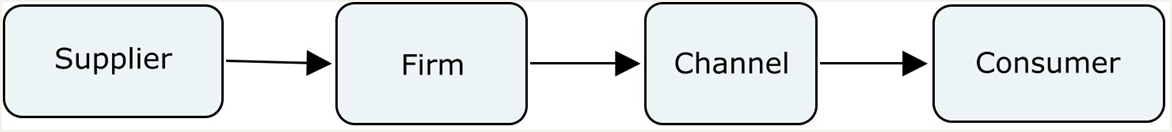 Supplier
Firm
Channel
Consumer